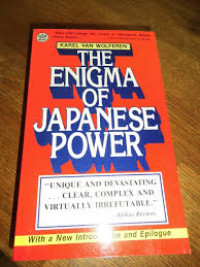 KAREL VAN WOLFEREN
THE
ENIGMA
OF
JAPANESE
POWER
"UNIQUE AND DEVASTATING
... CLEAR, COMPLEX AND
VIRTUALLY IRREFUTABLE."
With a New and Epilogue